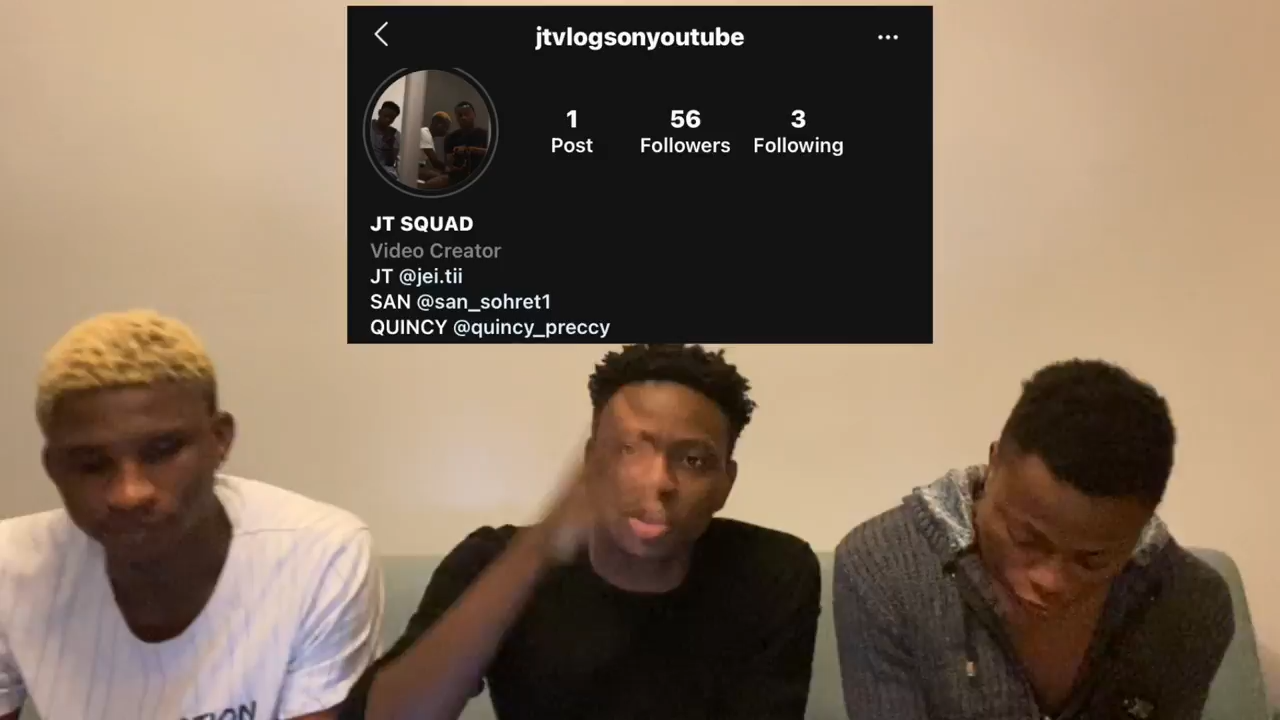 jtvlogsonyoutube
1 56 3
Post Followers Following
JT SQUAD
Video Creator
JT @jei.tii
SAN @san_sohret1
QUINCY @quincy_preccy